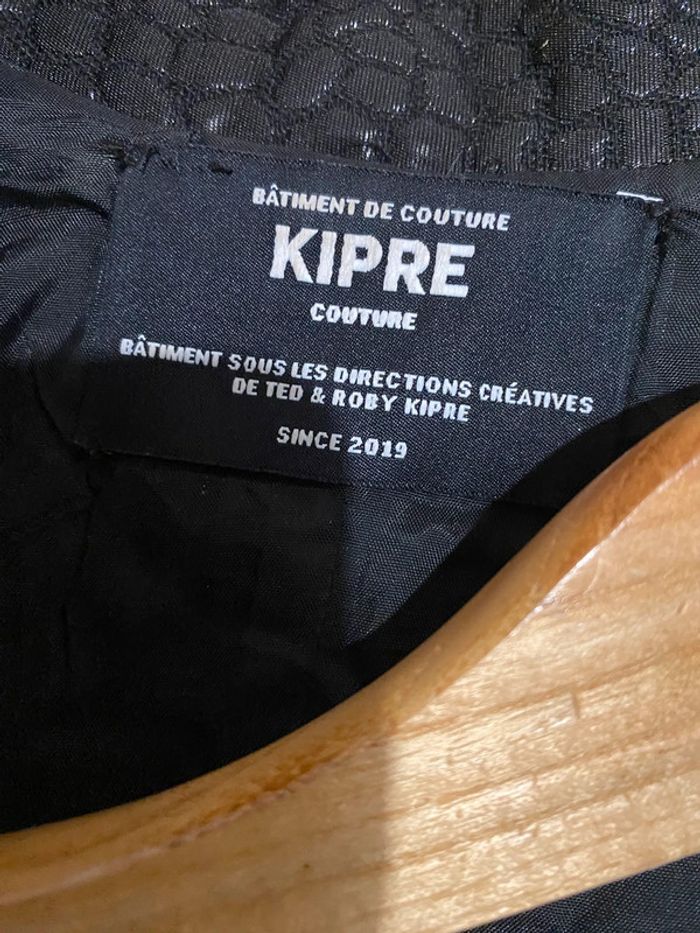 BÂTIMENT DE COUTURE
KIPRE
COUTURE
BÂTIMENT SOUS LES DIRECTIONS CRÉATIVES
DE TED & ROBY KIPRE
SINCE 2019